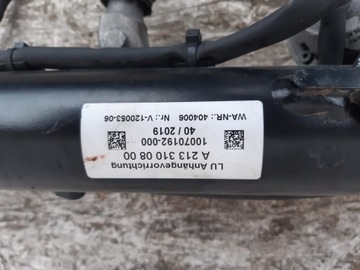 LU Anhängevorrichtung
A 213 310 08 00
10070192-000
40 / 2019
WA-NR.: 404006 Nr.: V-120053-06